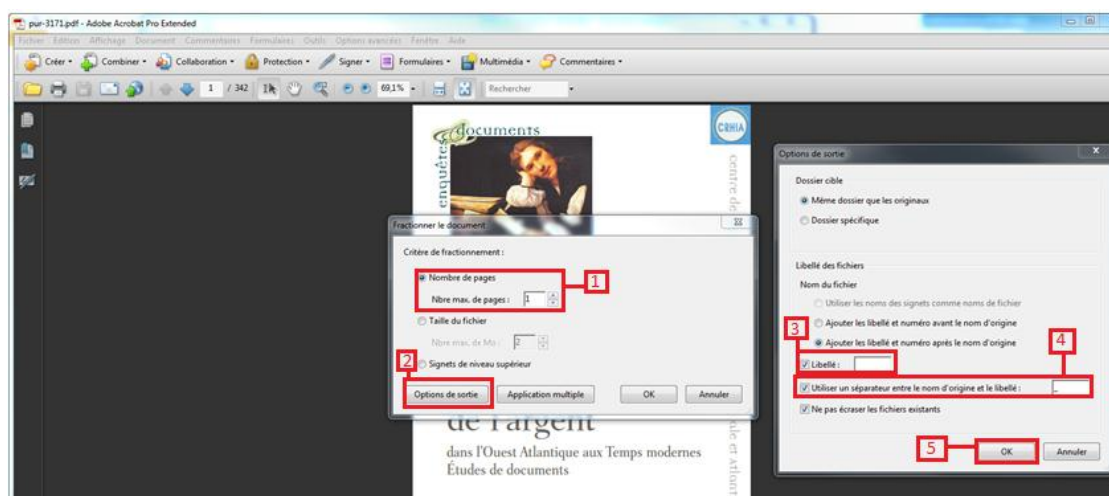 pur-3171.pdf - Adobe Acrobat Pro Extended
Fichier Edition Affichage Document Commentaires Formulaires Outils Options avancées Fenêtre Aide
Créer Combiner Collaboration Protection Signer Formulaires Multimédia Commentaires
1 / 342 69,1% Rechercher
documents
enquêtes
CRHIA
centre de
Fractionner le document
Critère de fractionnement :
Nombre de pages
Nbre max. de pages : 1
1
Taille du fichier
Nbre max. de Mo : 2
2
Signets de niveau supérieur
Options de sortie Application multiple OK Annuler
de l'argent
dans l'Ouest Atlantique aux Temps modernes
Études de documents
Options de sortie
Dossier cible
Même dossier que les originaux
Dossier spécifique
Libellé des fichiers
Nom du fichier
Utiliser les noms des signets comme noms de fichier
Ajouter les libellé et numéro avant le nom d'origine
Ajouter les libellé et numéro après le nom d'origine
3
4
Libellé :
Utiliser un séparateur entre le nom d'origine et le libellé : _
Ne pas écraser les fichiers existants
5
OK Annuler